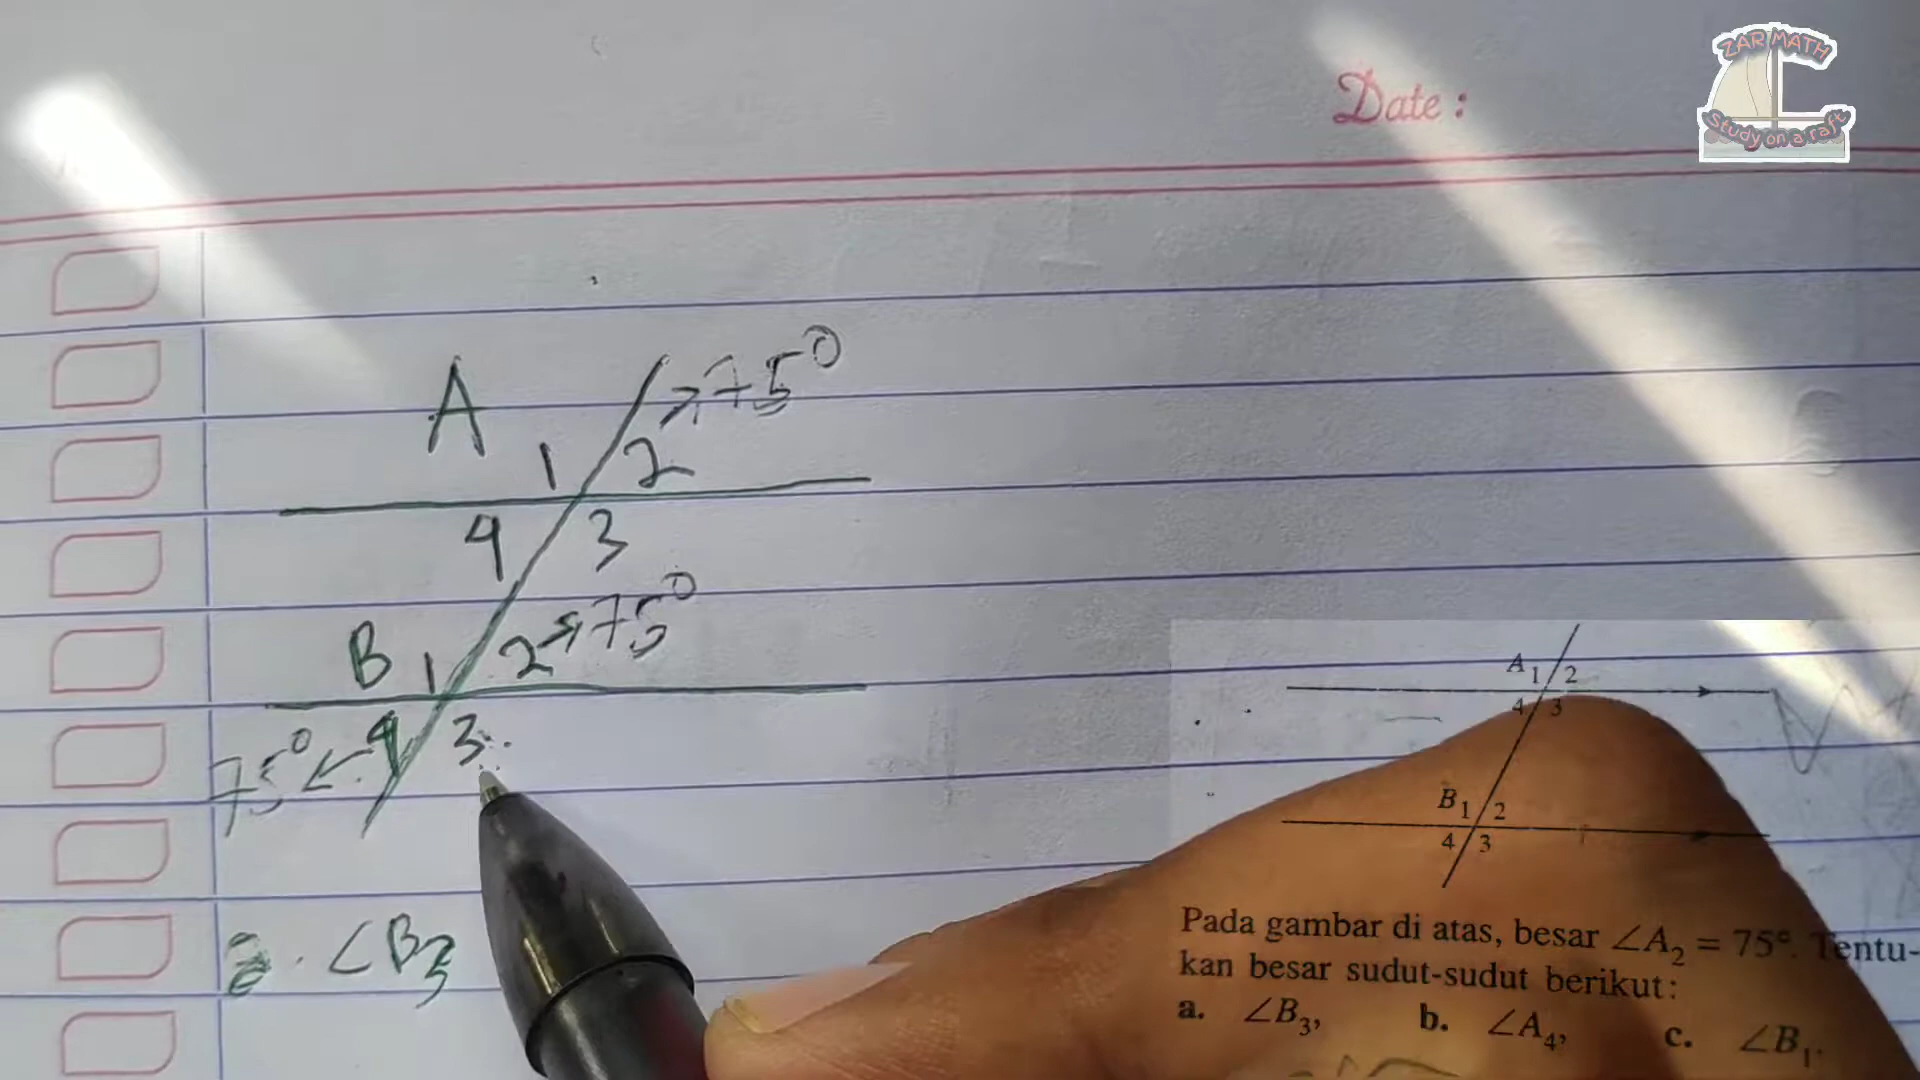 ZAR MATH
Study on a raft
Date :
A
1 2 → 75°
4 3
B 1 2 → 75°
75° ← 4 3
a. ∠B3
A 1 2
4 3
B 1 2
4 3
Pada gambar di atas, besar ∠A₂ = 75°. Tentu-
kan besar sudut-sudut berikut:
a. ∠B₃, b. ∠A₄, c. ∠B₁.